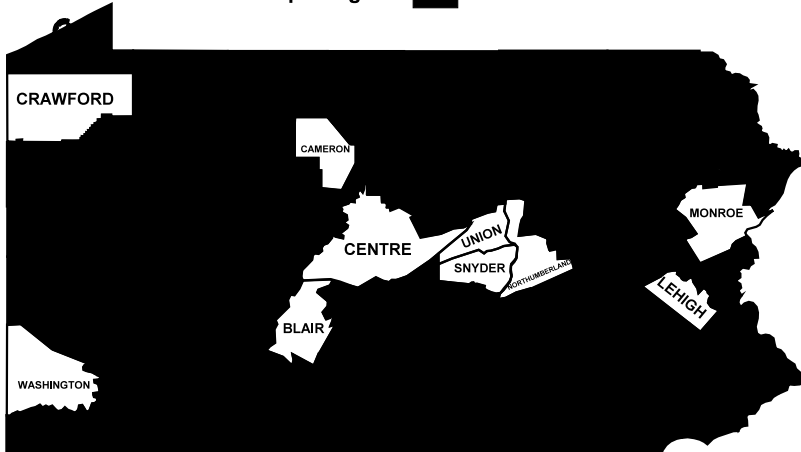 CRAWFORD
CAMERON
MONROE
UNION
CENTRE
SNYDER
NORTHUMBERLAND
LEHIGH
BLAIR
WASHINGTON